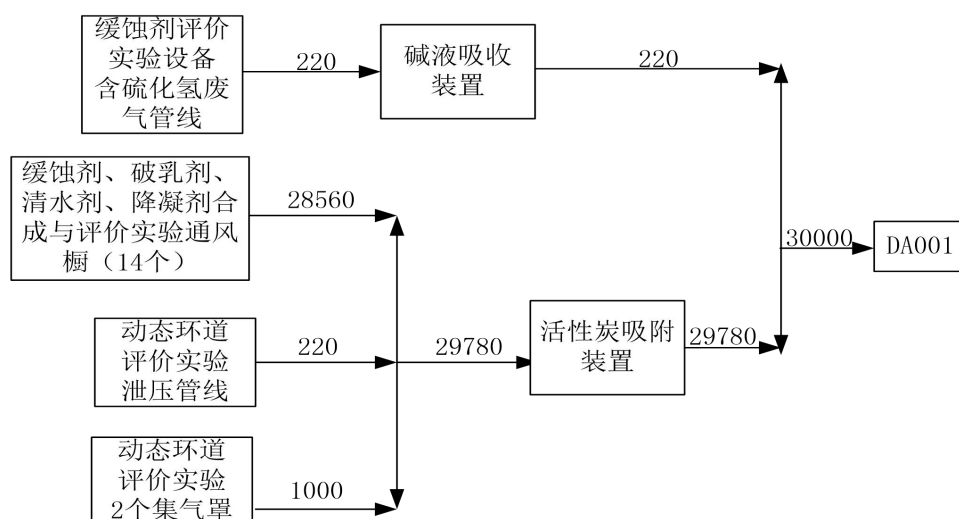 缓蚀剂评价
实验设备
含硫化氢废
气管线
220
碱液吸收
装置
220
缓蚀剂、破乳剂、
清水剂、降凝剂合
成与评价实验通风
橱（14个）
28560
30000
DA001
动态环道
评价实验
泄压管线
220
29780
活性炭吸附
装置
29780
动态环道
评价实验
2个集气罩
1000